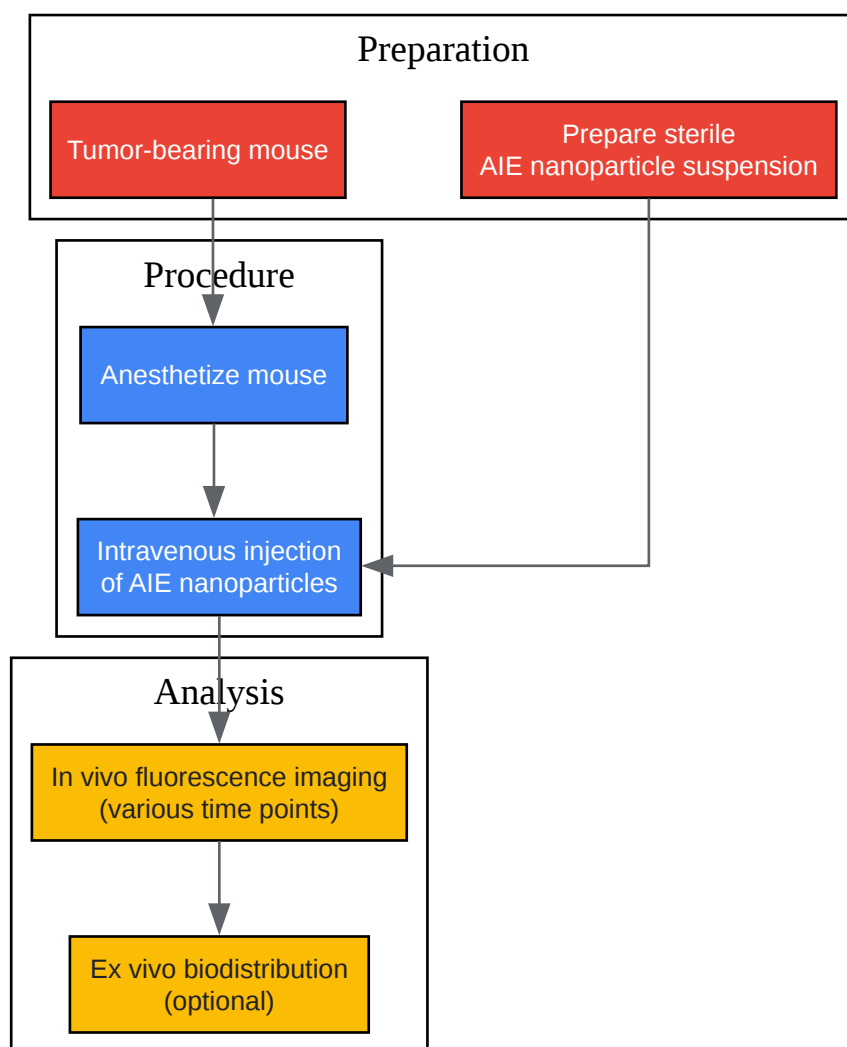 Preparation
Tumor-bearing mouse
Prepare sterile
AIE nanoparticle suspension
Procedure
Anesthetize mouse
Intravenous injection
of AIE nanoparticles
Analysis
In vivo fluorescence imaging
(various time points)
Ex vivo biodistribution
(optional)